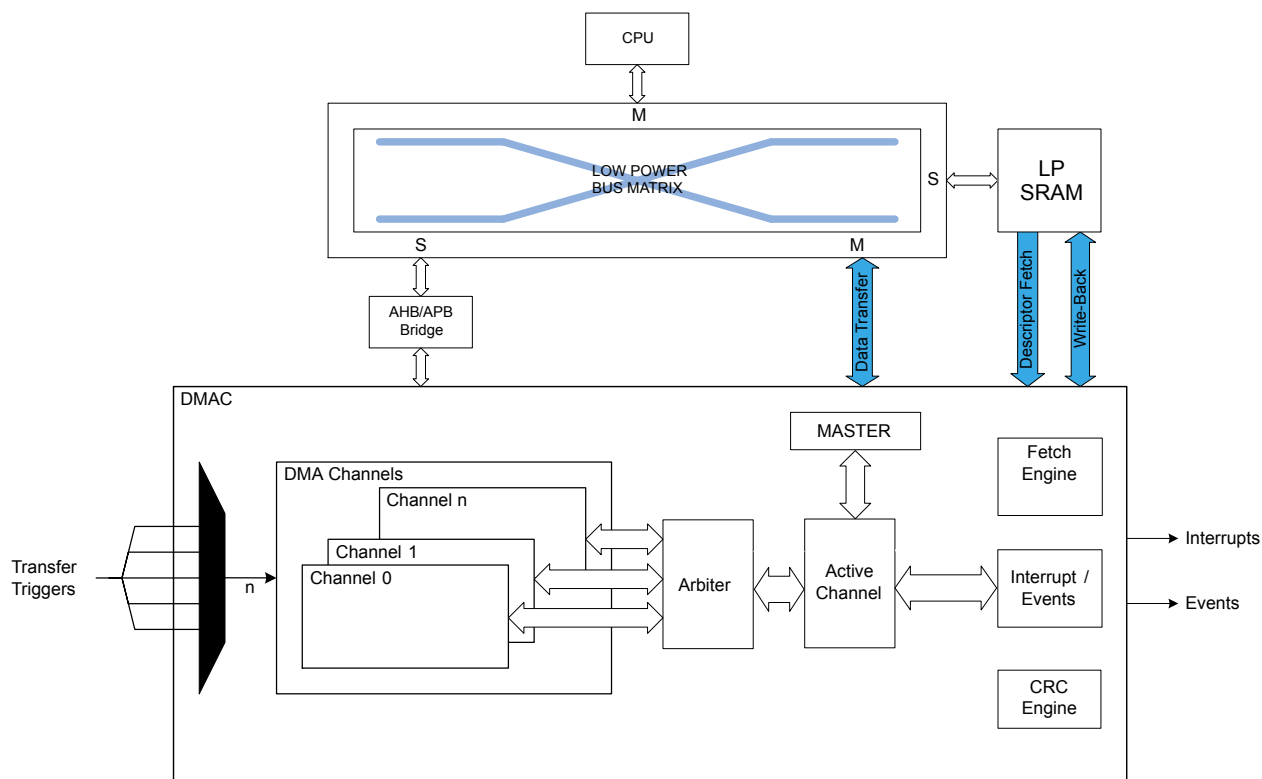 CPU
M
LOW POWER
BUS MATRIX
S
LP
SRAM
S
M
AHB/APB
Bridge
Data Transfer
Descriptor Fetch
Write-Back
DMAC
MASTER
DMA Channels
Fetch
Engine
Channel n
Channel 1
Channel 0
Transfer
Triggers
n
Arbiter
Active
Channel
Interrupt /
Events
Interrupts
Events
CRC
Engine